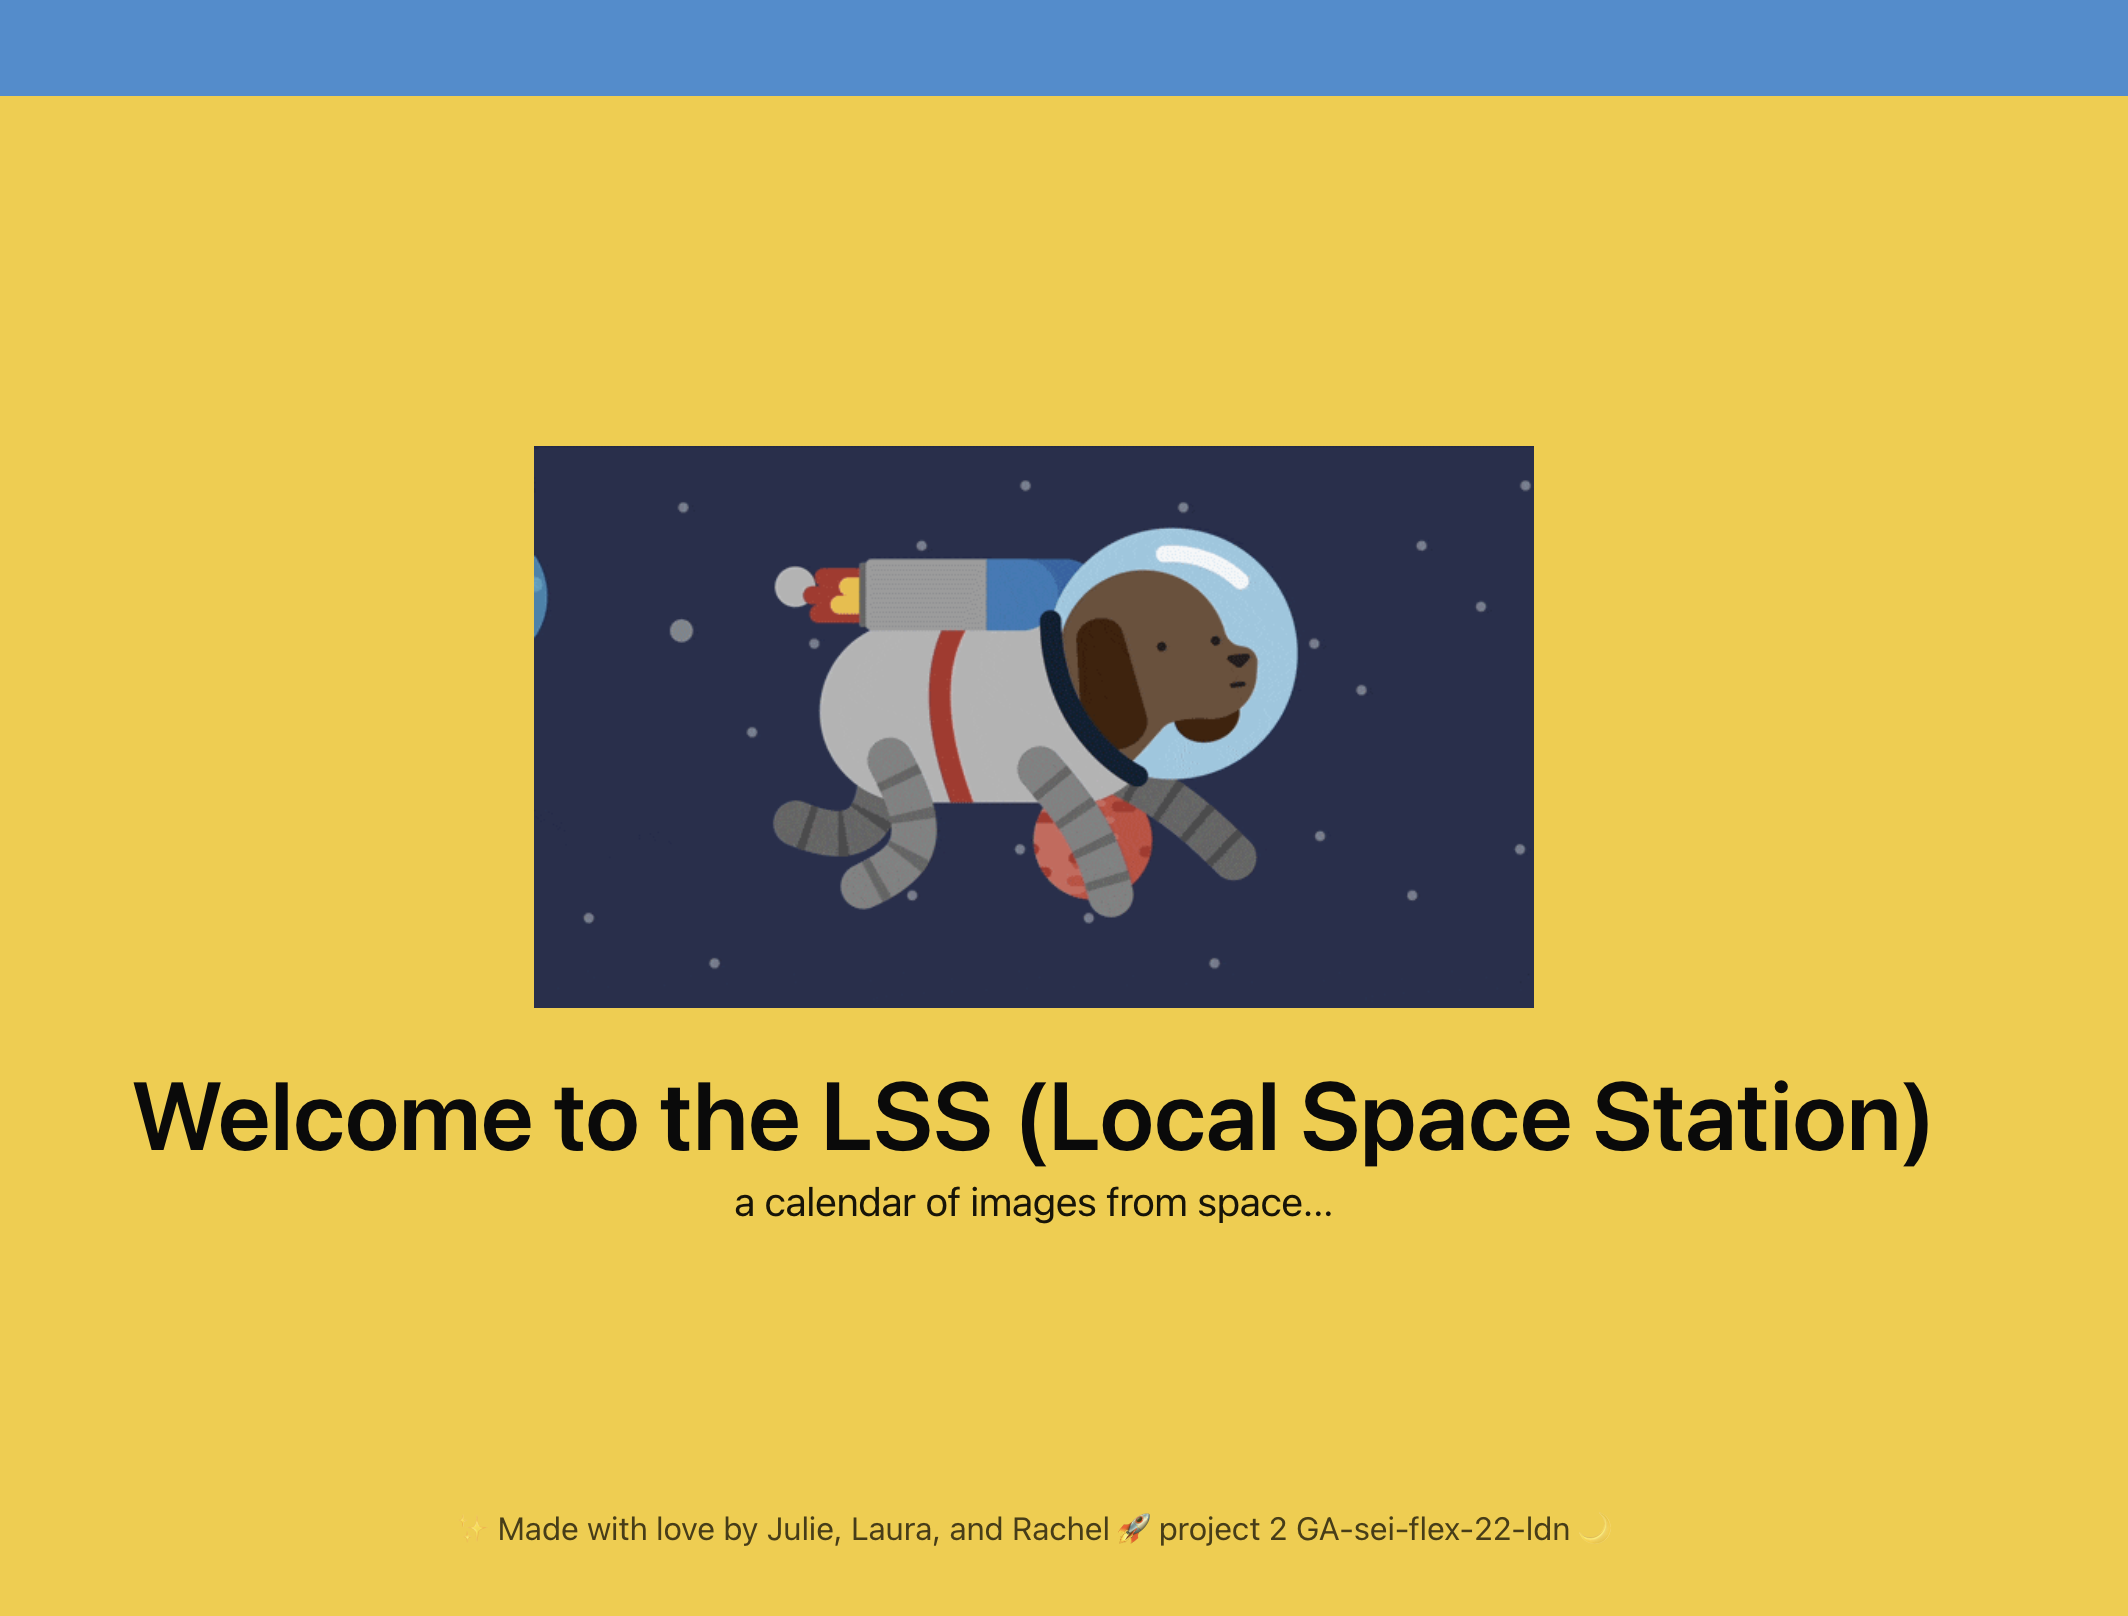 Welcome to the LSS (Local Space Station)
a calendar of images from space...
✨ Made with love by Julie, Laura, and Rachel 🚀 project 2 GA-sei-flex-22-ldn 🌙